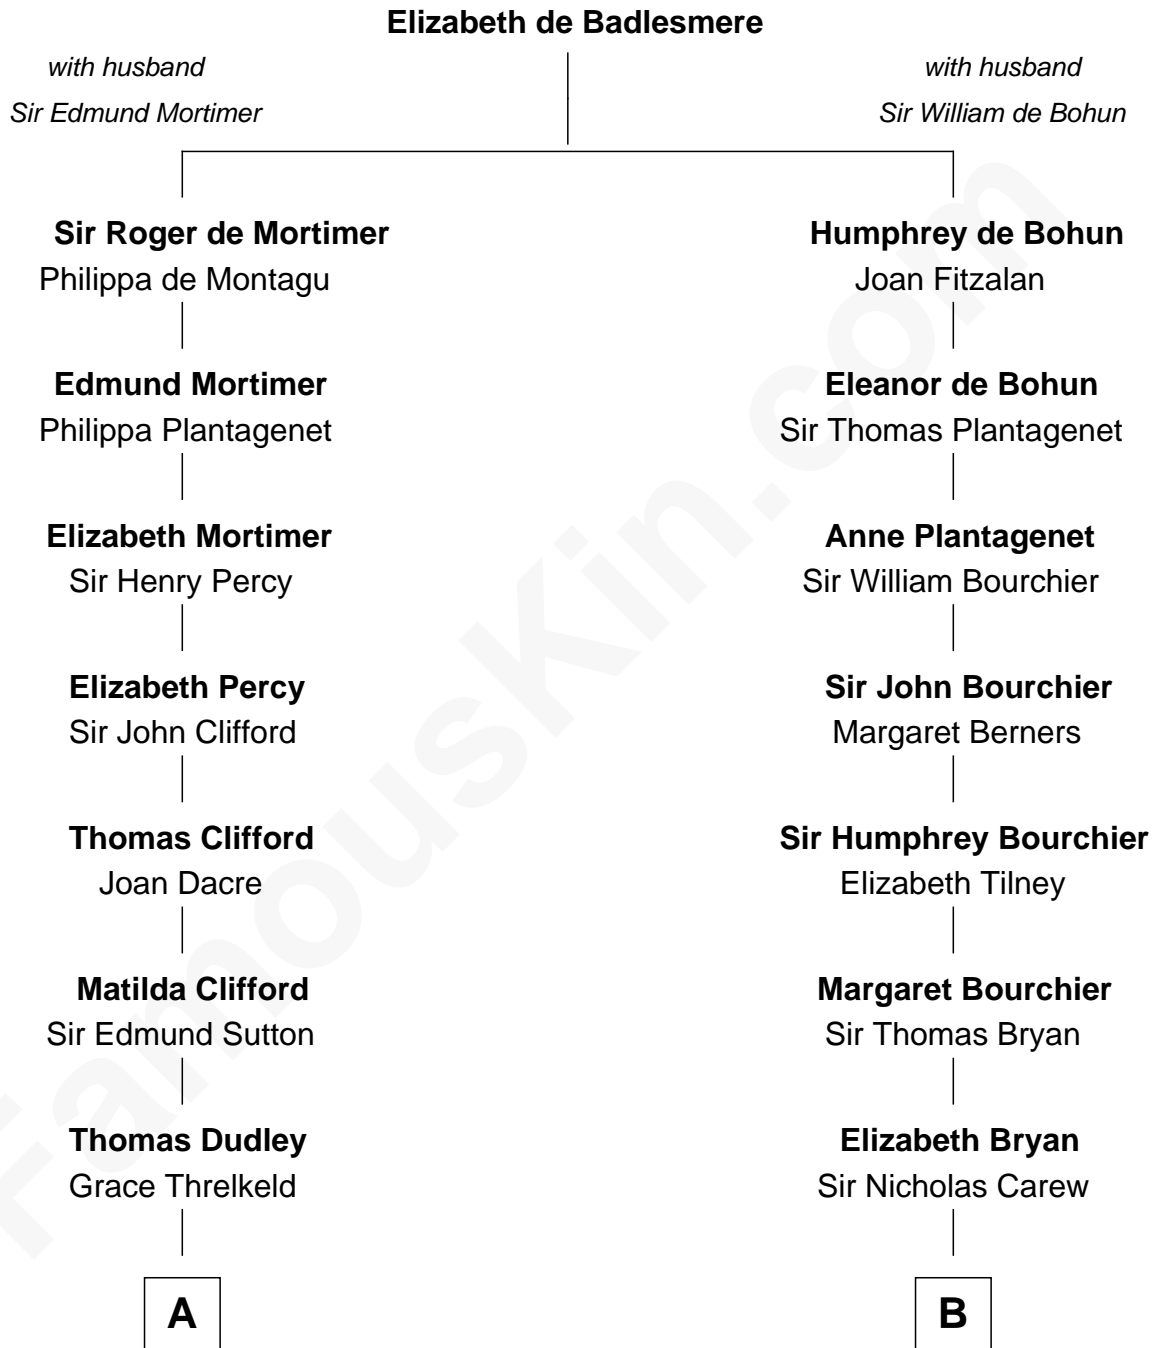 Elizabeth de Badlesmere
with husband
Sir Edmund Mortimer
with husband
Sir William de Bohun
Sir Roger de Mortimer
Philippa de Montagu
Humphrey de Bohun
Joan Fitzalan
Edmund Mortimer
Philippa Plantagenet
Eleanor de Bohun
Sir Thomas Plantagenet
Elizabeth Mortimer
Sir Henry Percy
Anne Plantagenet
Sir William Bourchier
Elizabeth Percy
Sir John Clifford
Sir John Bourchier
Margaret Berners
Thomas Clifford
Joan Dacre
Sir Humphrey Bourchier
Elizabeth Tilney
Matilda Clifford
Sir Edmund Sutton
Margaret Bourchier
Sir Thomas Bryan
Thomas Dudley
Grace Threlkeld
Elizabeth Bryan
Sir Nicholas Carew
A
B
FamousKin.com